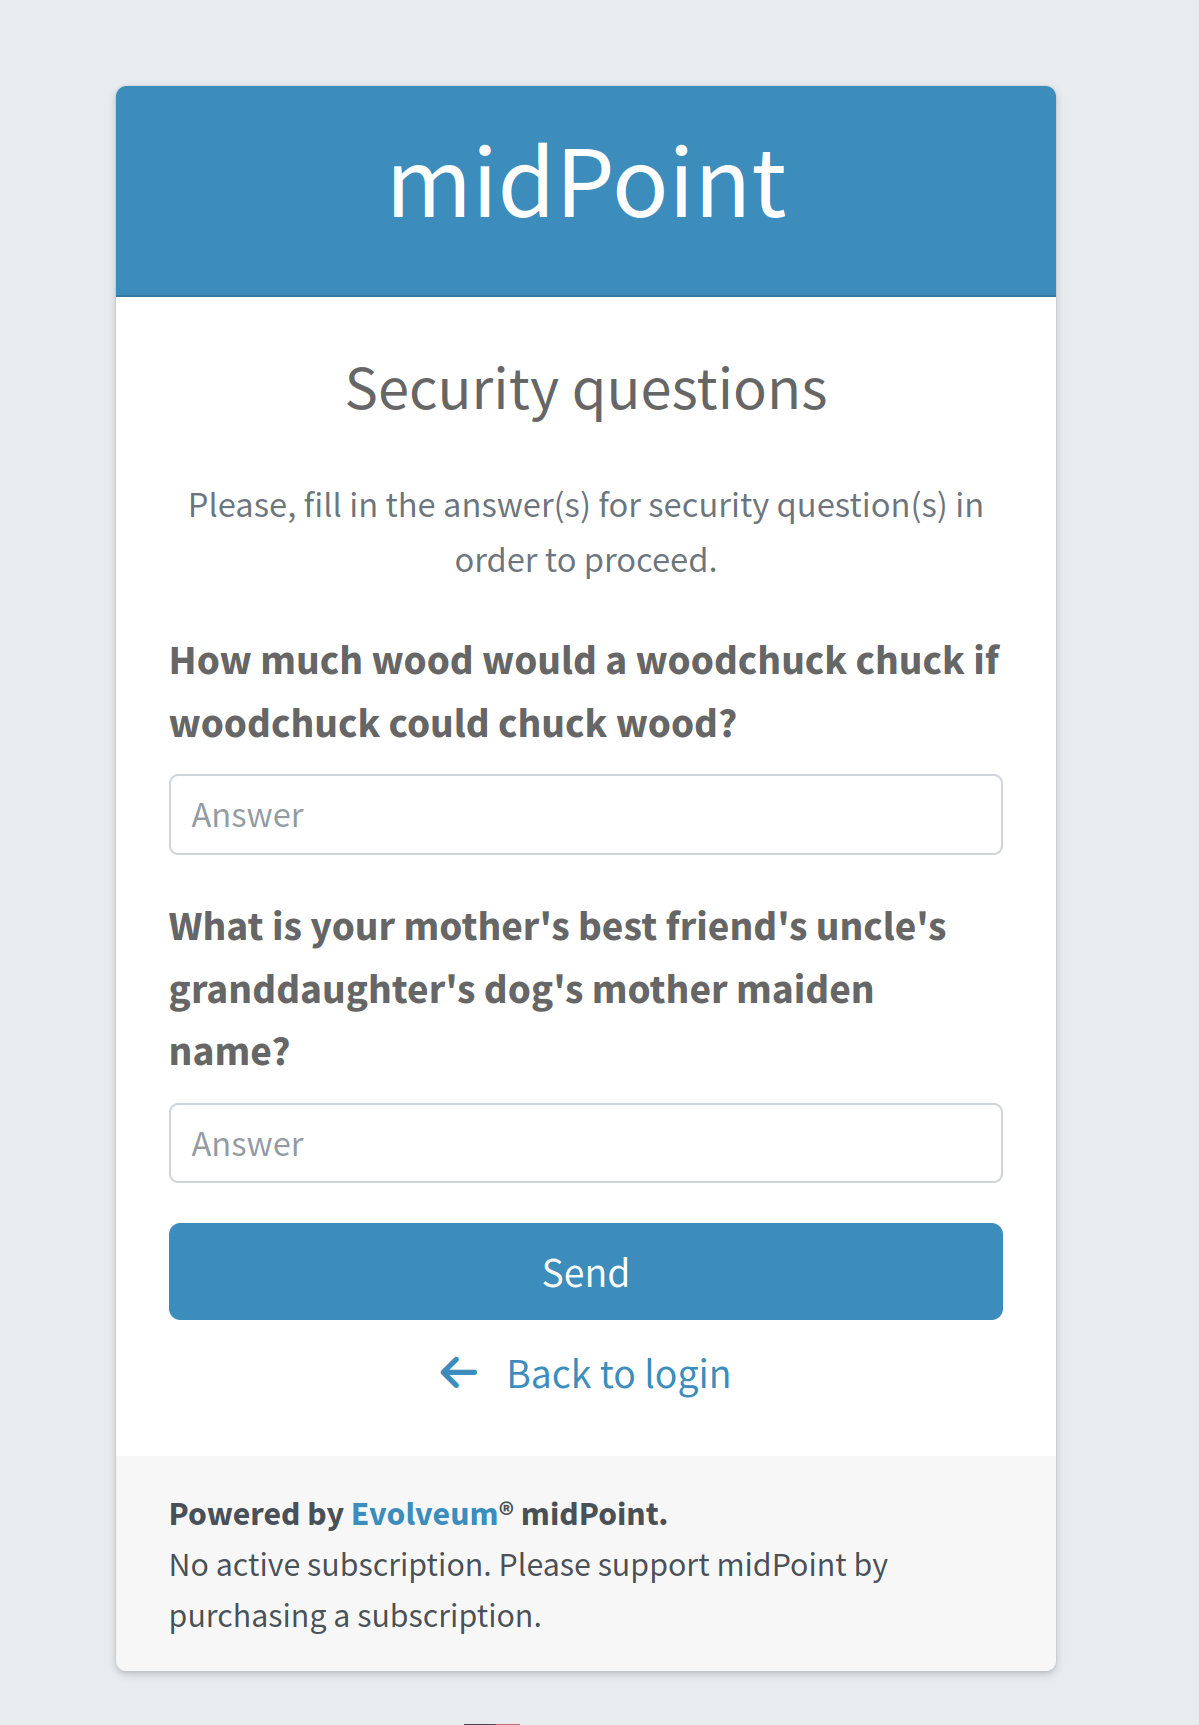 midPoint
Security questions
Please, fill in the answer(s) for security question(s) in
order to proceed.
How much wood would a woodchuck chuck if
woodchuck could chuck wood?
Answer
What is your mother's best friend's uncle's
granddaughter's dog's mother maiden
name?
Answer
Send
Back to login
Powered by Evolveum® midPoint.
No active subscription. Please support midPoint by
purchasing a subscription.